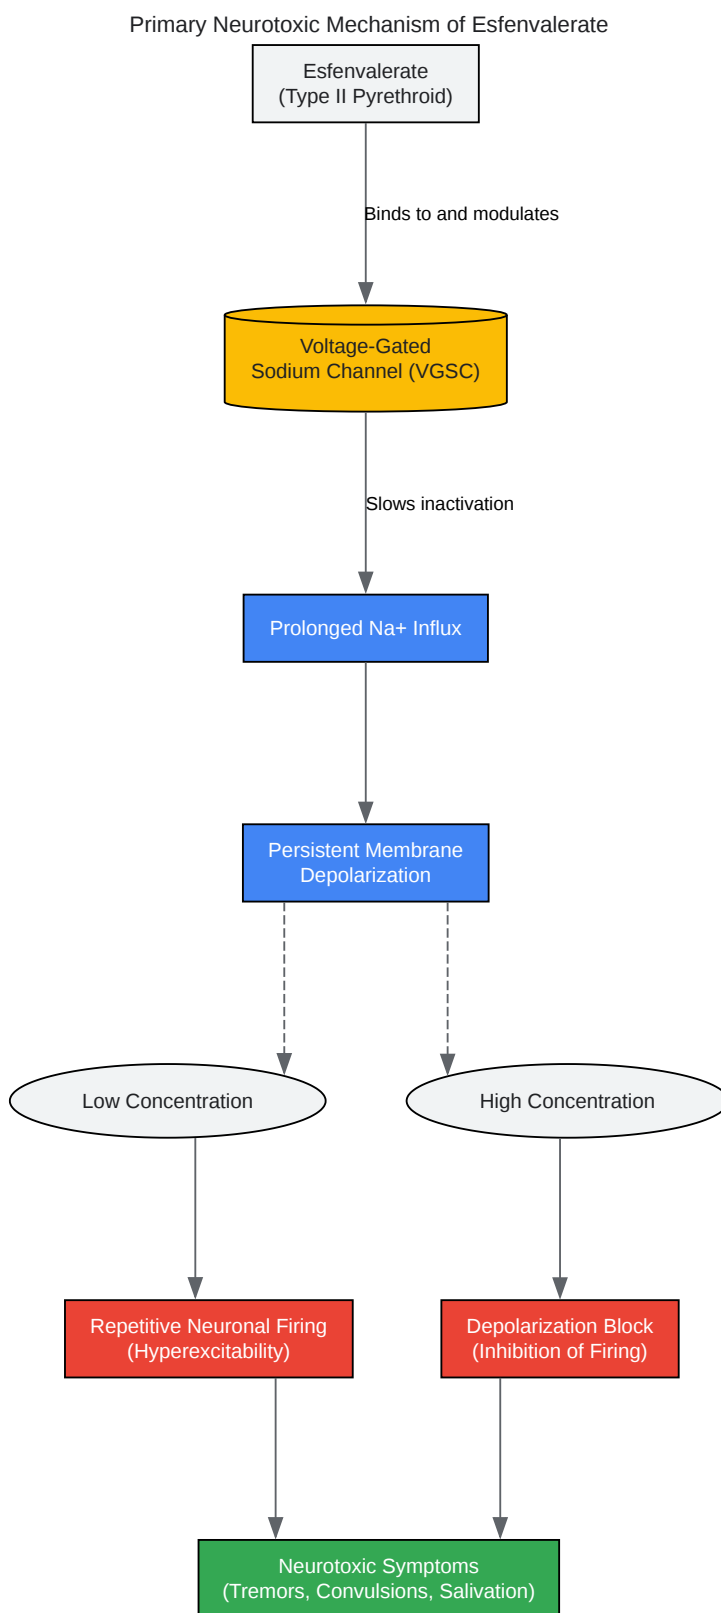 Primary Neurotoxic Mechanism of Esfenvalerate
Esfenvalerate
(Type II Pyrethroid)
Binds to and modulates
Voltage-Gated
Sodium Channel (VGSC)
Slows inactivation
Prolonged Na+ Influx
Persistent Membrane
Depolarization
Low Concentration
High Concentration
Repetitive Neuronal Firing
(Hyperexcitability)
Depolarization Block
(Inhibition of Firing)
Neurotoxic Symptoms
(Tremors, Convulsions, Salivation)